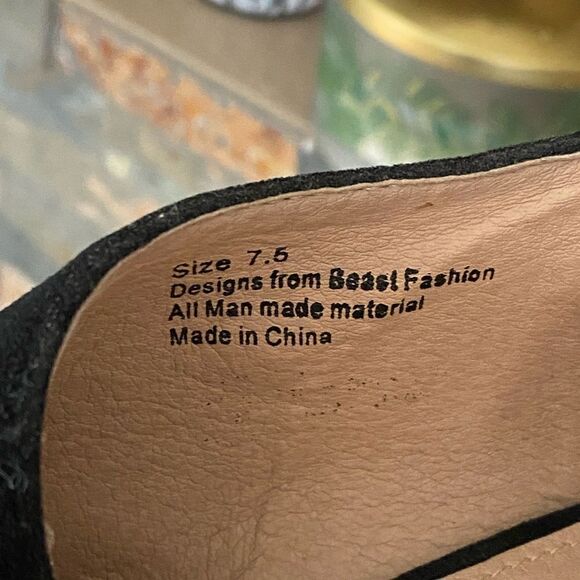 Size 7.5
Designs from Beast Fashion
All Man made material
Made in China